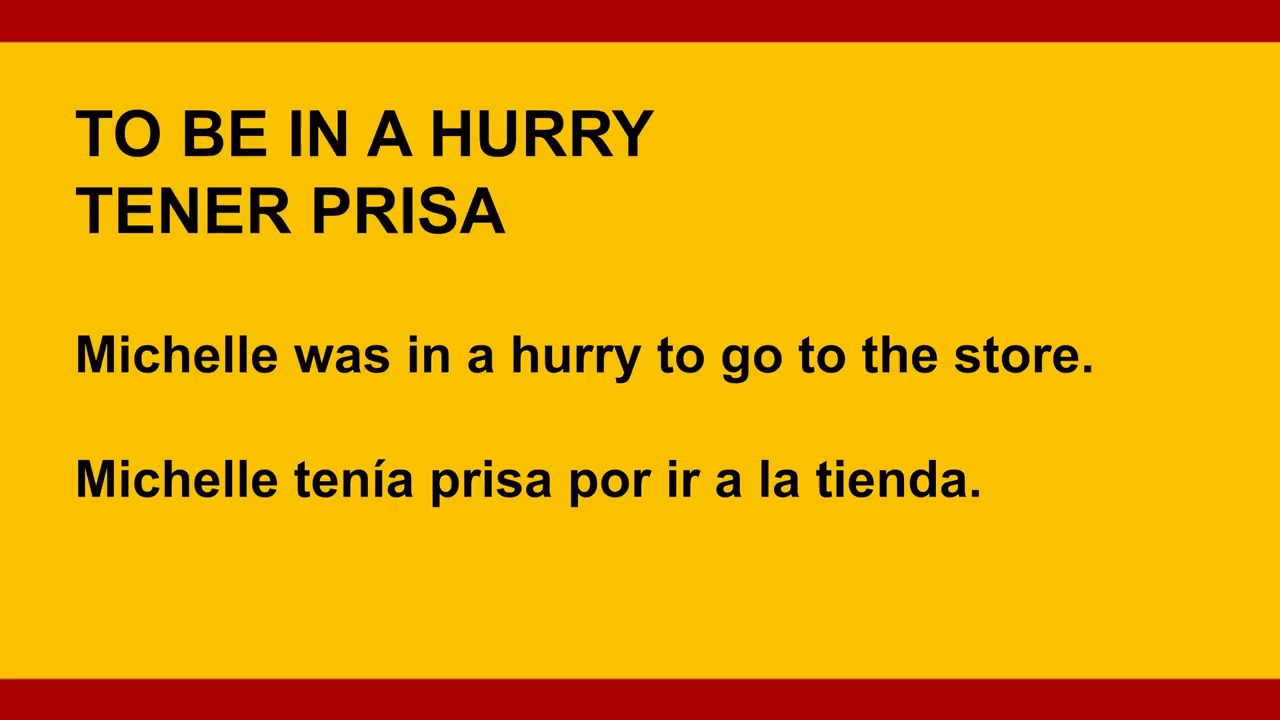 TO BE IN A HURRY
TENER PRISA
Michelle was in a hurry to go to the store.
Michelle tenía prisa por ir a la tienda.